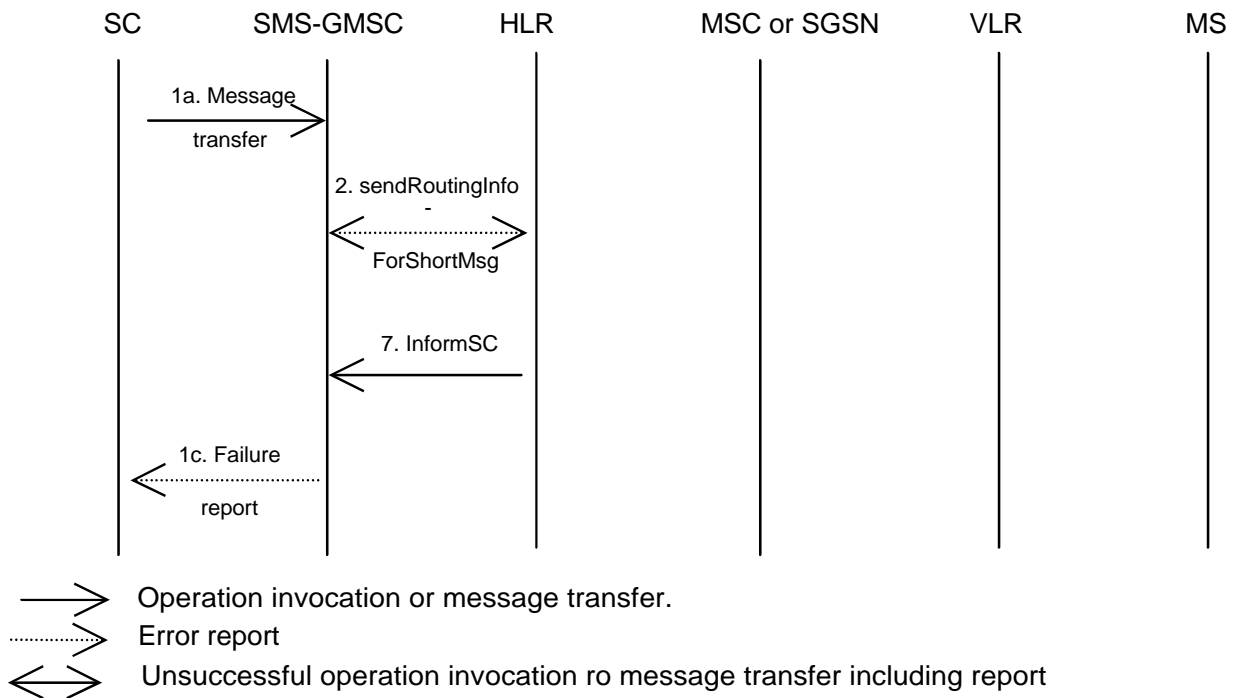 SC SMS-GMSC HLR MSC or SGSN VLR MS
1a. Message
transfer
2. sendRoutingInfo
-
ForShortMsg
7. InformSC
1c. Failure
report
Operation invocation or message transfer.
Error report
Unsuccessful operation invocation ro message transfer including report